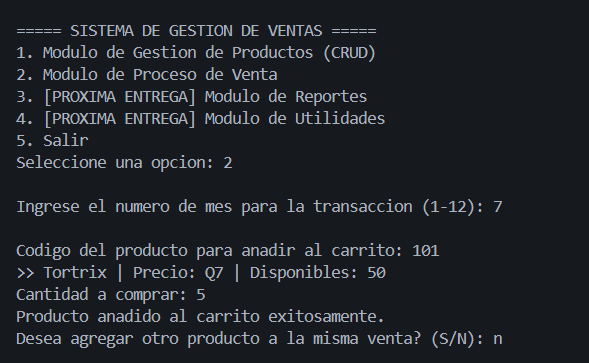 ===== SISTEMA DE GESTION DE VENTAS =====
1. Modulo de Gestion de Productos (CRUD)
2. Modulo de Proceso de Venta
3. [PROXIMA ENTREGA] Modulo de Reportes
4. [PROXIMA ENTREGA] Modulo de Utilidades
5. Salir
Seleccione una opcion: 2
Ingrese el numero de mes para la transaccion (1-12): 7
Codigo del producto para anadir al carrito: 101
>> Tortrix | Precio: Q7 | Disponibles: 50
Cantidad a comprar: 5
Producto anadido al carrito exitosamente.
Desea agregar otro producto a la misma venta? (S/N): n